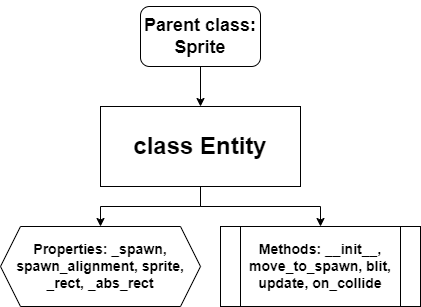 Parent class:
Sprite
class Entity
Properties: _spawn,
spawn_alignment, sprite,
_rect, _abs_rect
Methods: __init__,
move_to_spawn, blit,
update, on_collide